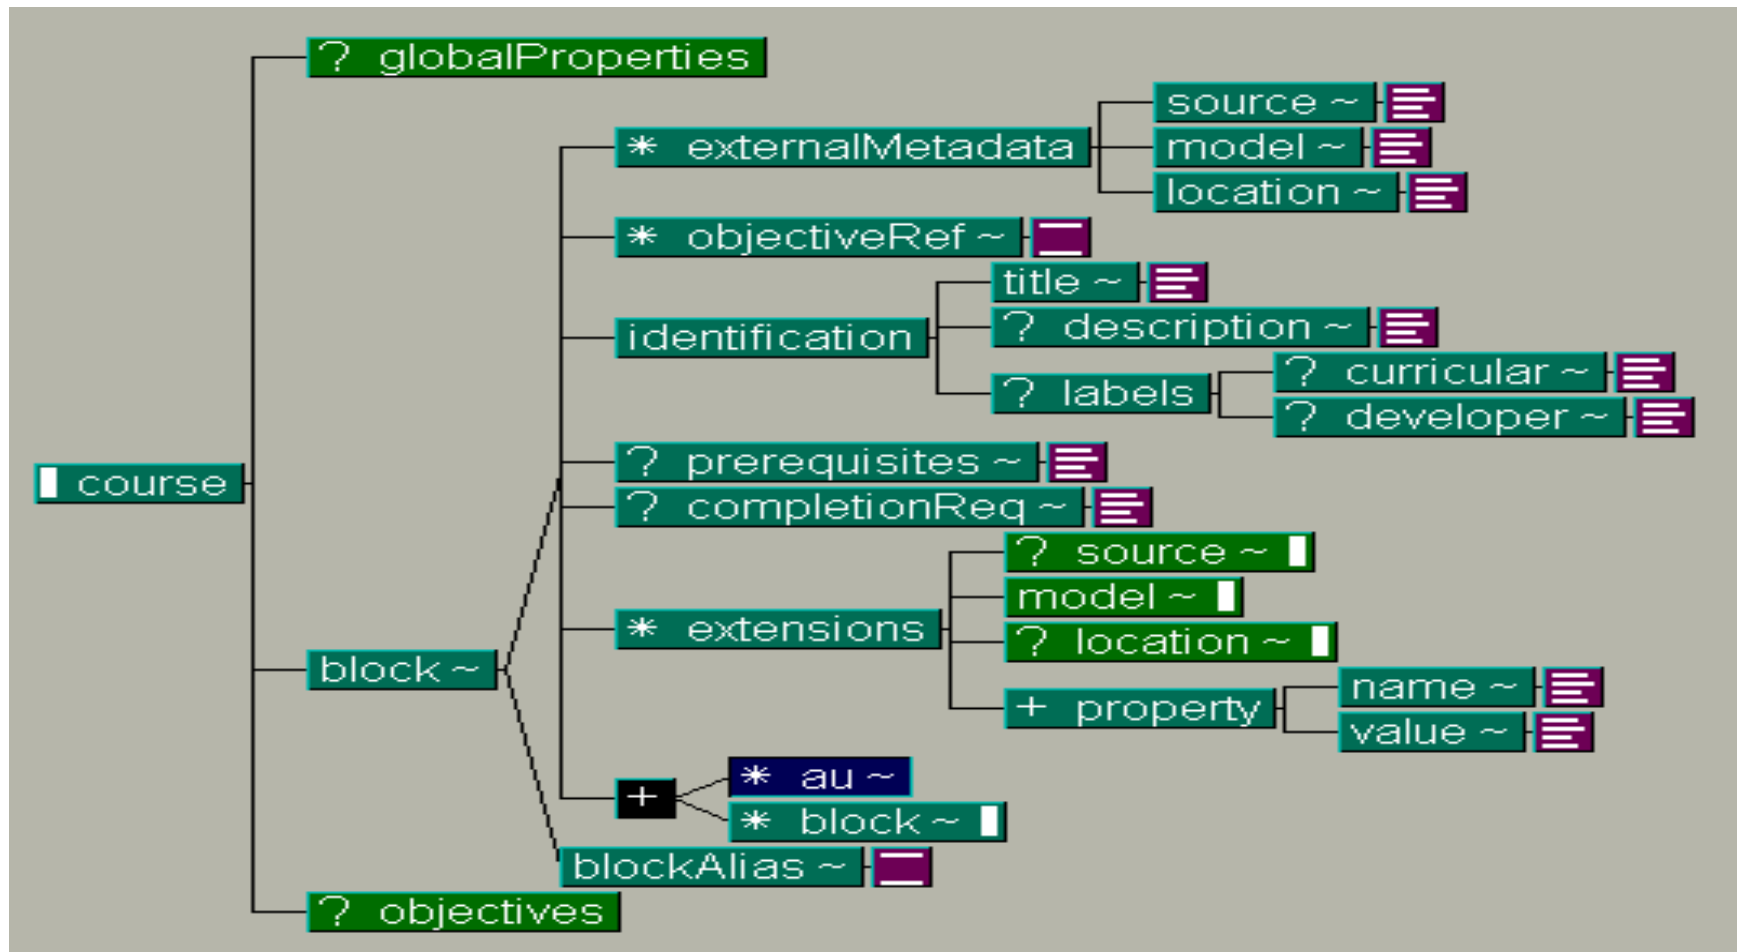 ? globalProperties
source ~
* externalMetadata
model ~
location ~
* objectiveRef ~
title ~
? description ~
identification
? curricular ~
? labels
? developer ~
? prerequisites ~
course
? completionReq ~
? source ~
model ~
* extensions
? location ~
block ~
name ~
+ property
value ~
* au ~
+
* block ~
blockAlias ~
? objectives